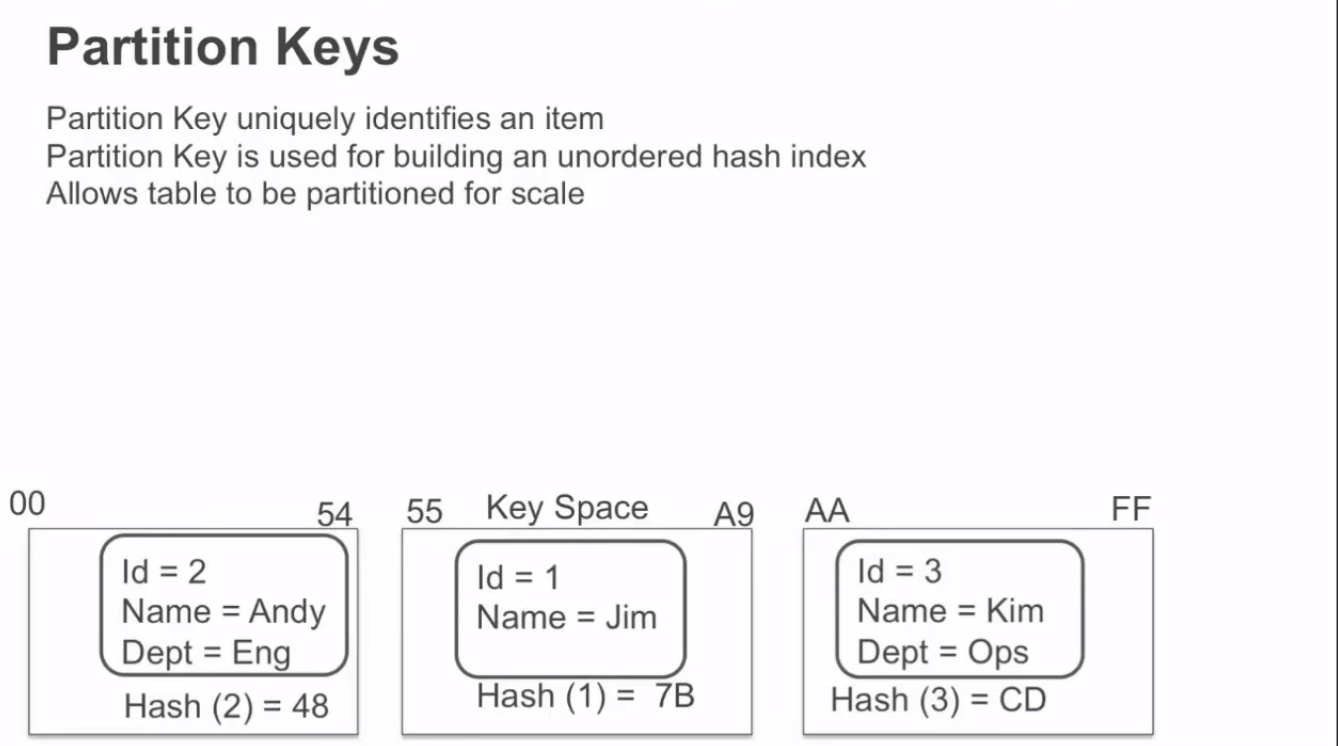 Partition Keys
Partition Key uniquely identifies an item
Partition Key is used for building an unordered hash index
Allows table to be partitioned for scale
00
54
55
Key Space
A9
AA
FF
Id = 2
Name = Andy
Dept = Eng
Hash (2) = 48
Id = 1
Name = Jim
Hash (1) = 7B
Id = 3
Name = Kim
Dept = Ops
Hash (3) = CD